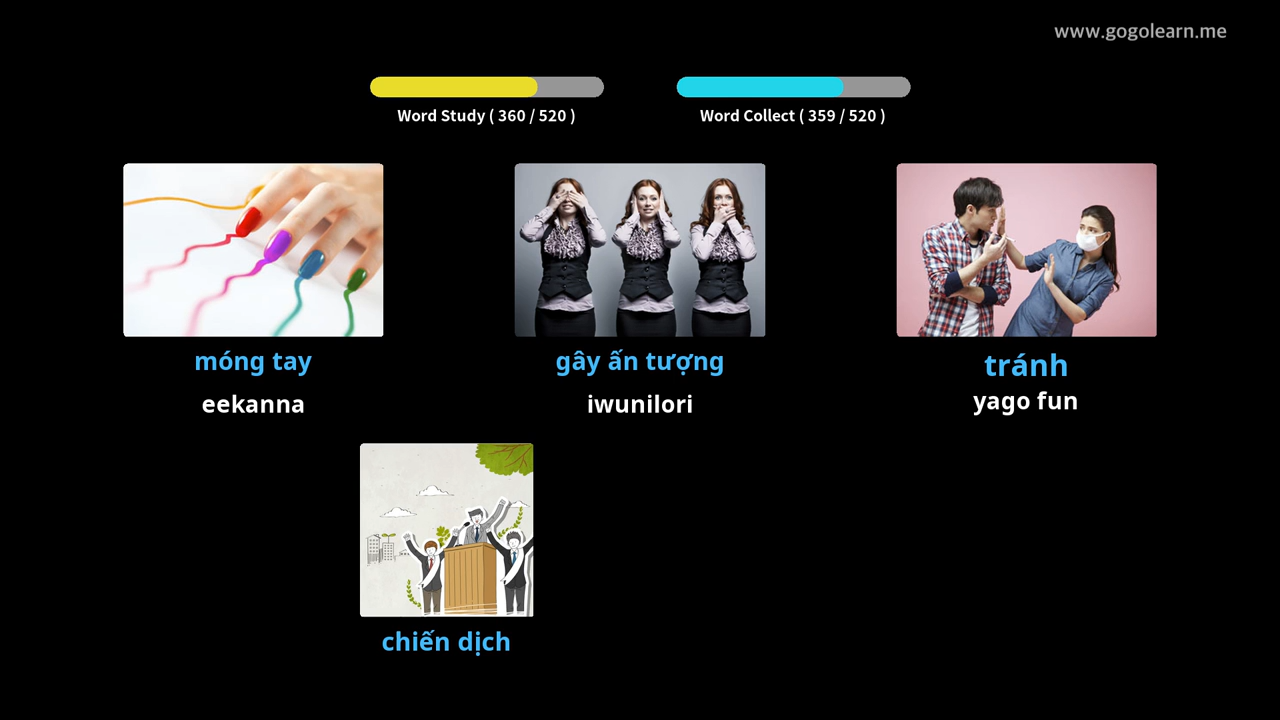 www.gogolearn.me
Word Study ( 360 / 520 )
Word Collect ( 359 / 520 )
móng tay
gây ấn tượng
tránh
eekanna
iwunilori
yago fun
chiến dịch